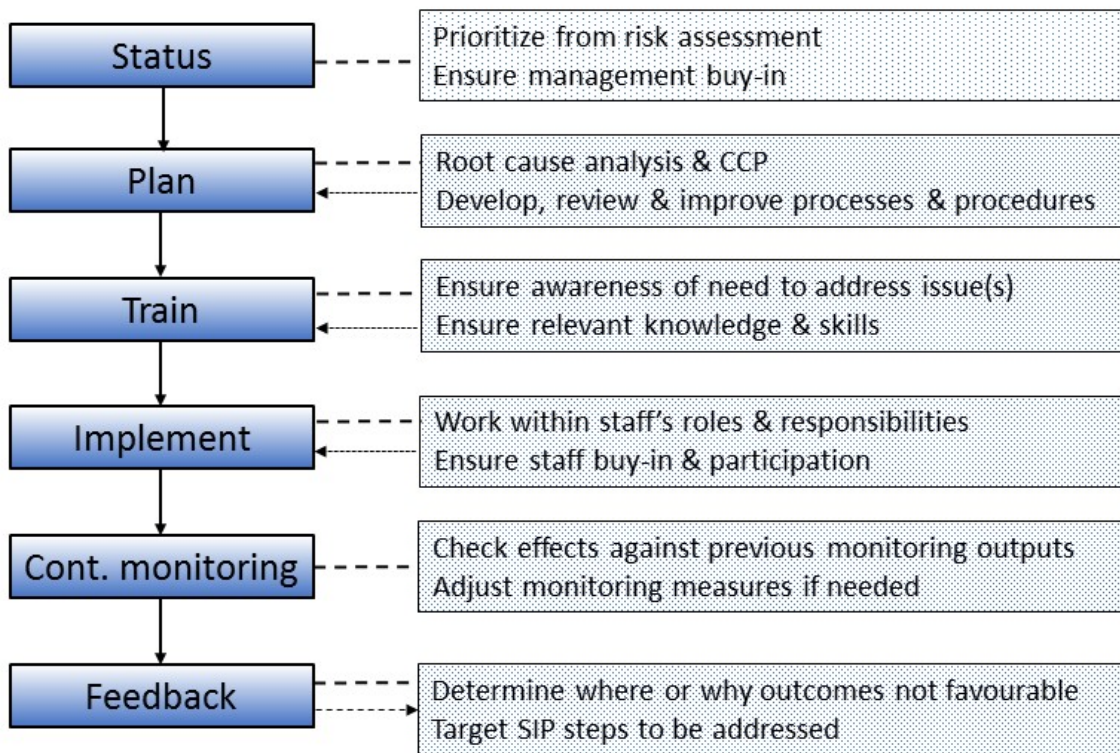 Status
Prioritize from risk assessment
Ensure management buy-in
Plan
Root cause analysis & CCP
Develop, review & improve processes & procedures
Train
Ensure awareness of need to address issue(s)
Ensure relevant knowledge & skills
Implement
Work within staff’s roles & responsibilities
Ensure staff buy-in & participation
Cont. monitoring
Check effects against previous monitoring outputs
Adjust monitoring measures if needed
Feedback
Determine where or why outcomes not favourable
Target SIP steps to be addressed